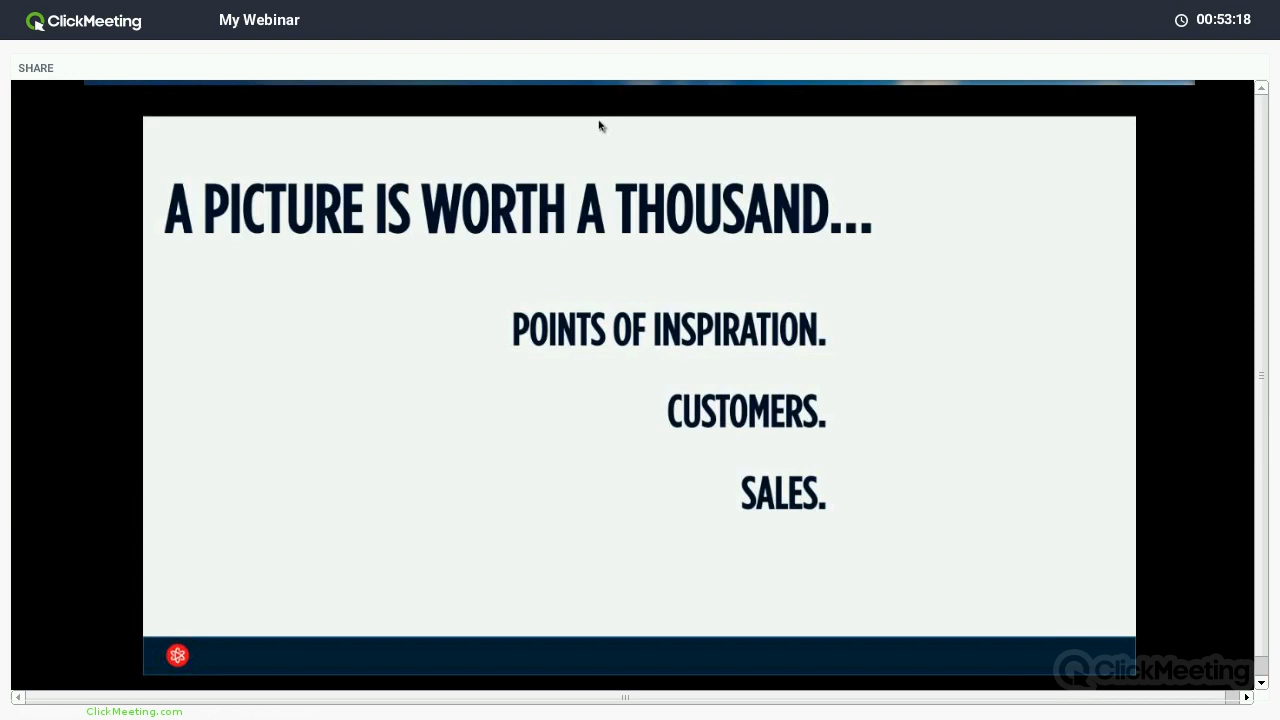 ClickMeeting My Webinar 00:53:18
SHARE
A PICTURE IS WORTH A THOUSAND...
POINTS OF INSPIRATION.
CUSTOMERS.
SALES.
ClickMeeting
ClickMeeting.com